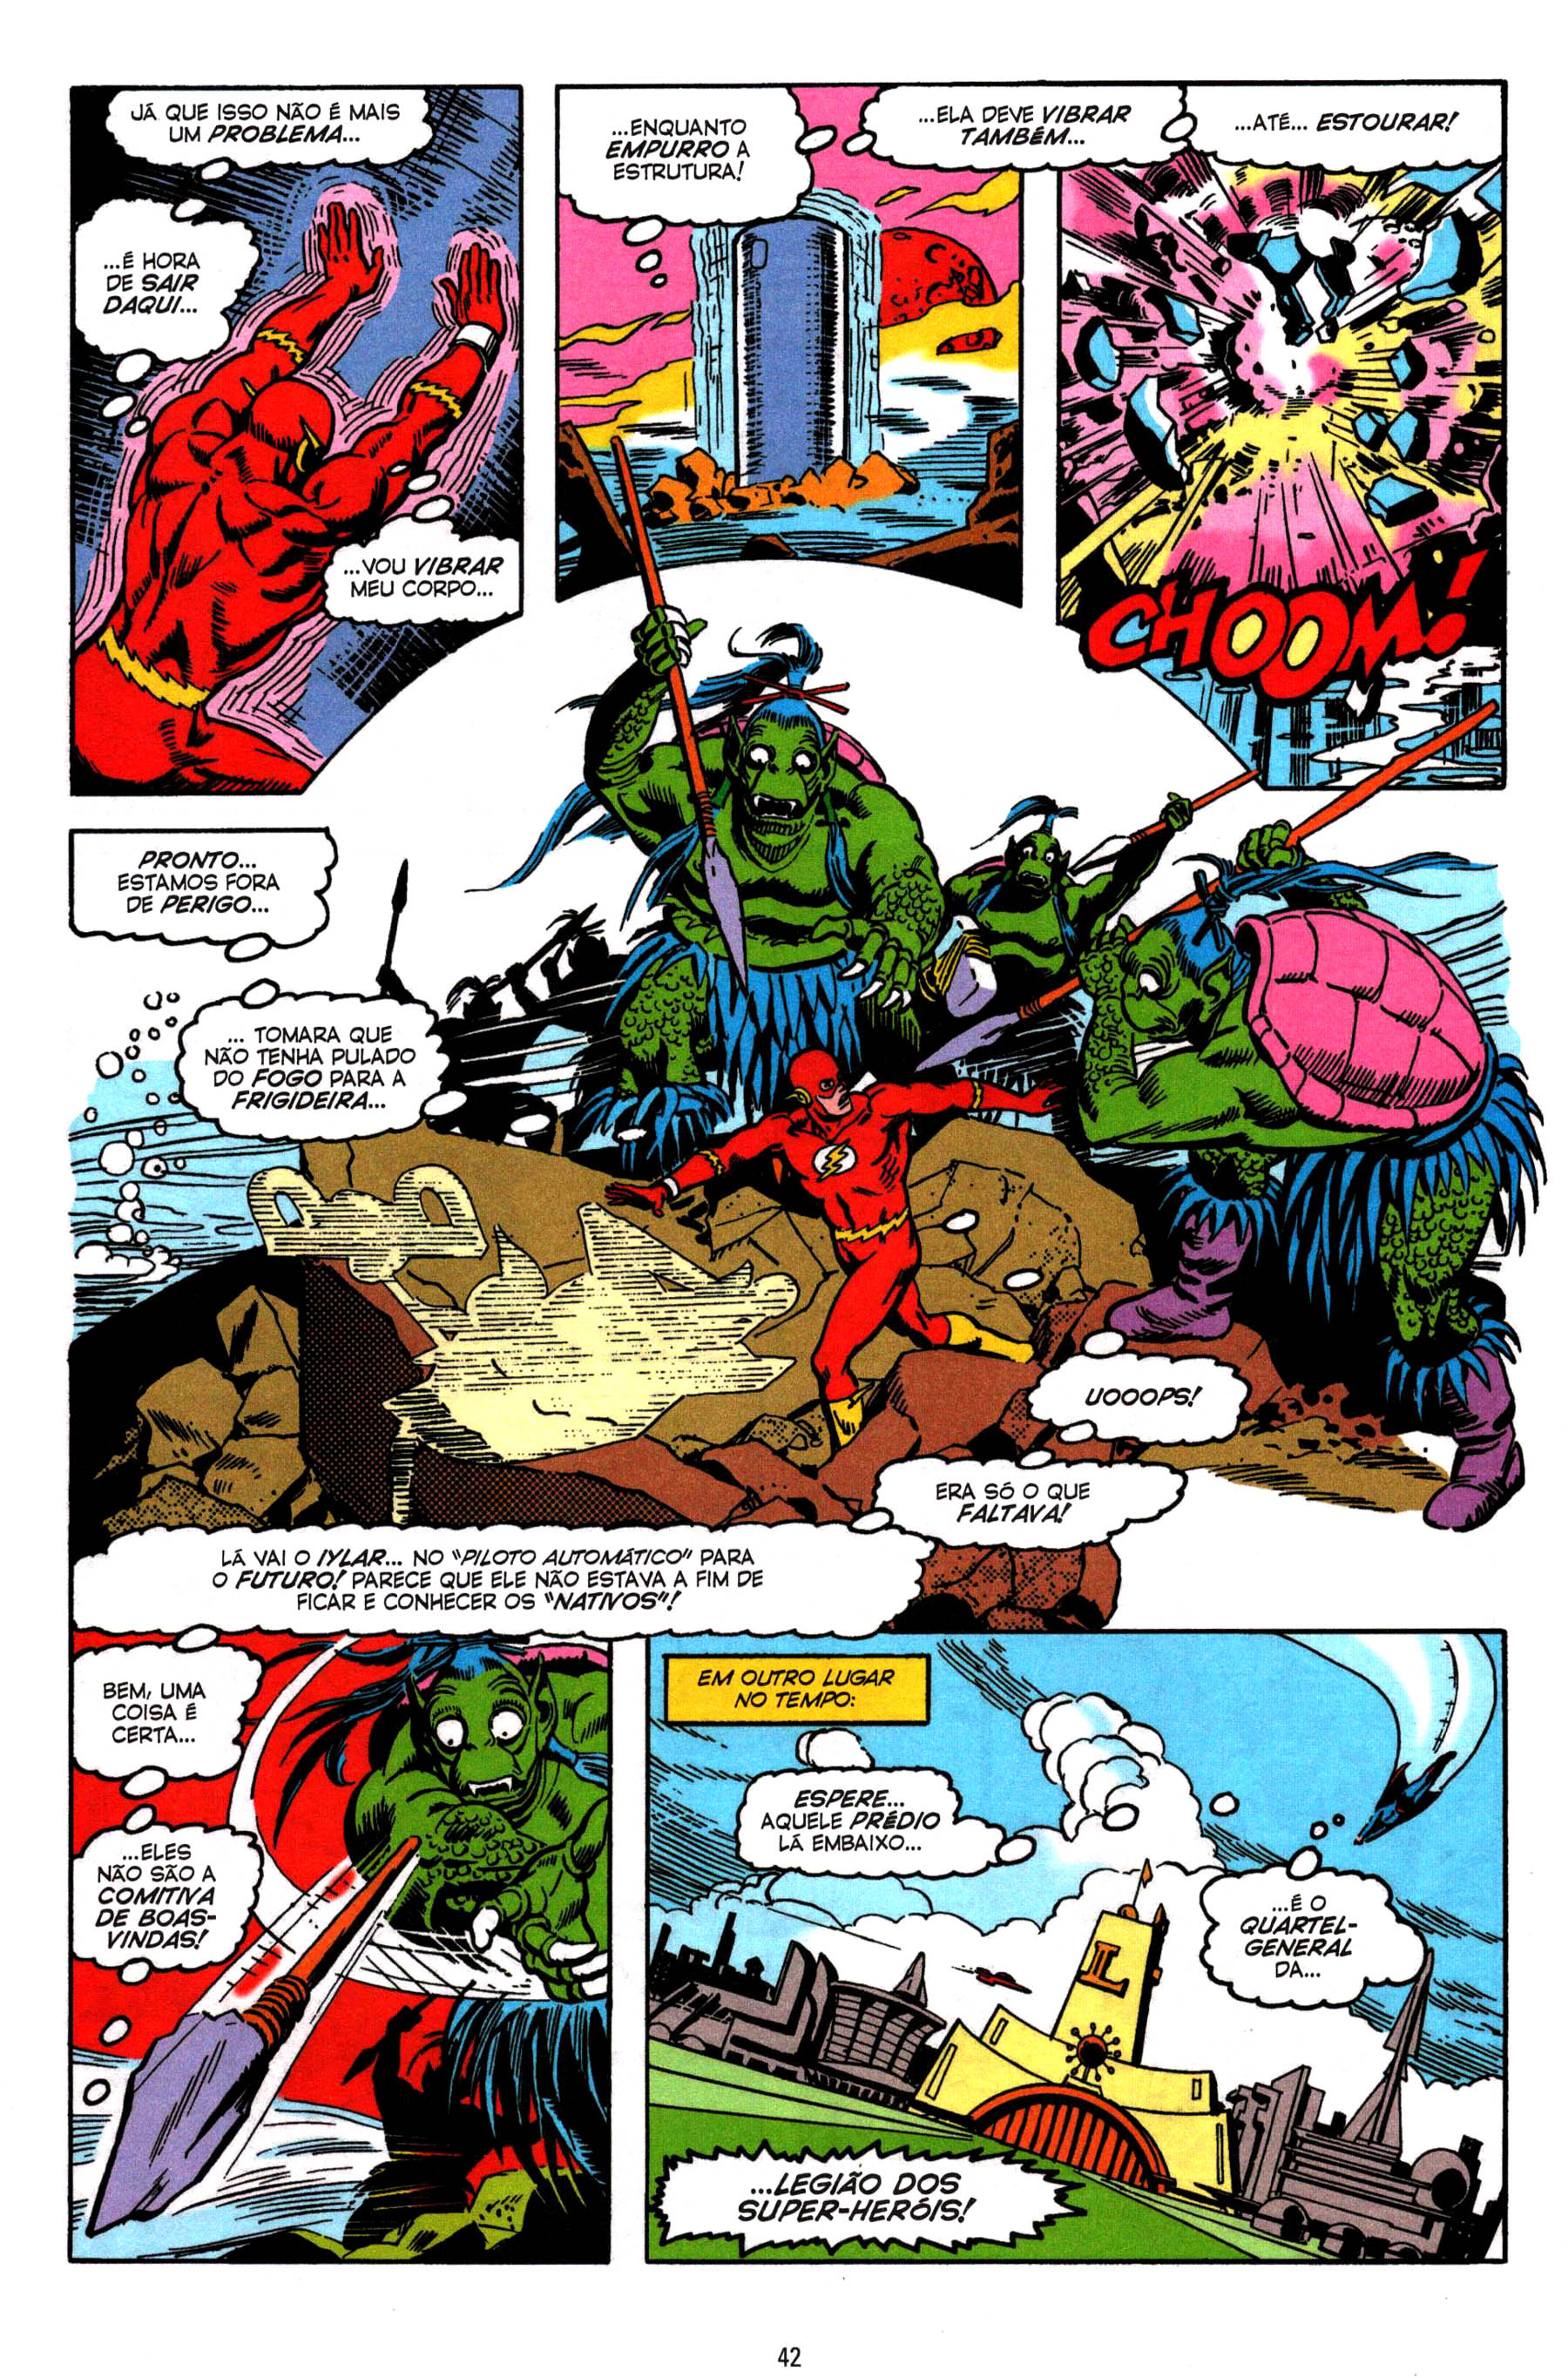 JÁ QUE ISSO NÃO É MAIS
UM PROBLEMA...
...É HORA
DE SAIR
DAQUI...
...VOU VIBRAR
MEU CORPO...
...ENQUANTO
EMPURRO A
ESTRUTURA!
...ELA DEVE VIBRAR
TAMBÉM...
...ATÉ... ESTOURAR!
CHOOM!
PRONTO...
ESTAMOS FORA
DE PERIGO...
... TOMARA QUE
NÃO TENHA PULADO
DO FOGO PARA A
FRIGIDEIRA...
UOOOPS!
ERA SÓ O QUE
FALTAVA!
LÁ VAI O IYLAR... NO "PILOTO AUTOMÁTICO" PARA
O FUTURO! PARECE QUE ELE NÃO ESTAVA A FIM DE
FICAR E CONHECER OS "NATIVOS"!
BEM, UMA
COISA É
CERTA...
...ELES
NÃO SÃO A
COMITIVA
DE BOAS-
VINDAS!
EM OUTRO LUGAR
NO TEMPO:
ESPERE...
AQUELE PRÉDIO
LÁ EMBAIXO...
...É O
QUARTEL-
GENERAL
DA...
L
...LEGIÃO DOS
SUPER-HERÓIS!
42